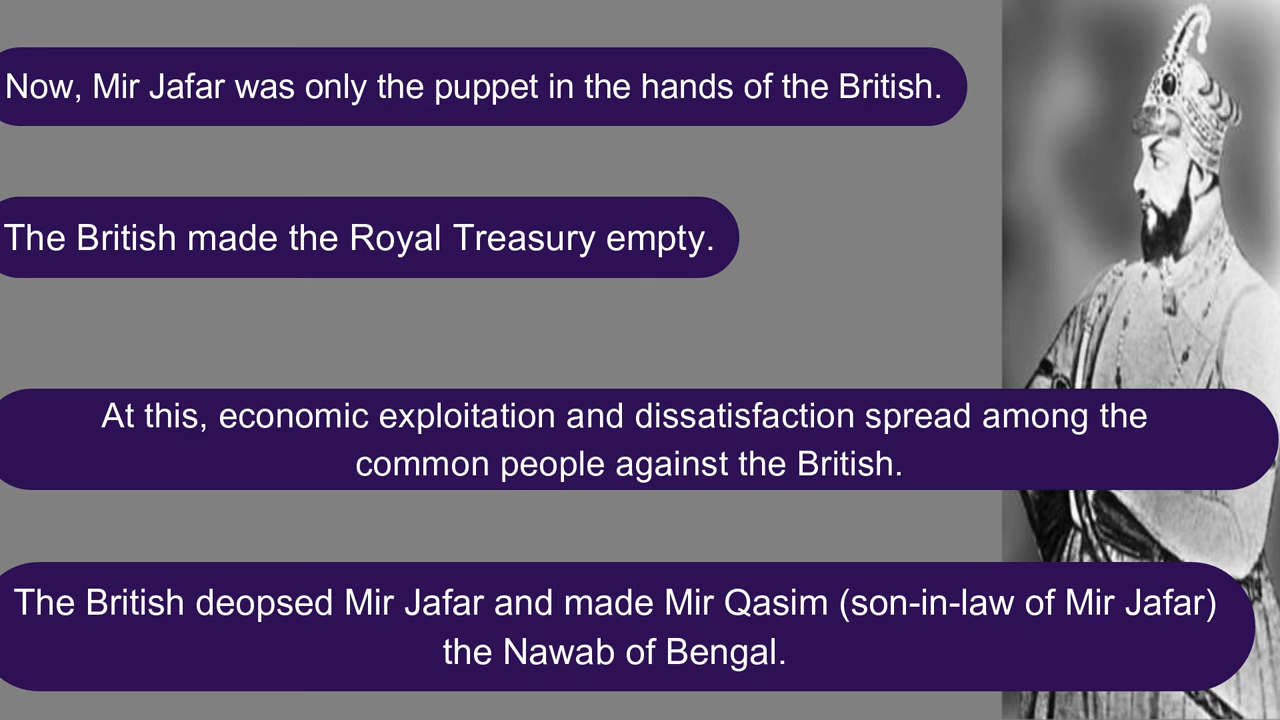 Now, Mir Jafar was only the puppet in the hands of the British.
The British made the Royal Treasury empty.
At this, economic exploitation and dissatisfaction spread among the
common people against the British.
The British deopsed Mir Jafar and made Mir Qasim (son-in-law of Mir Jafar)
the Nawab of Bengal.